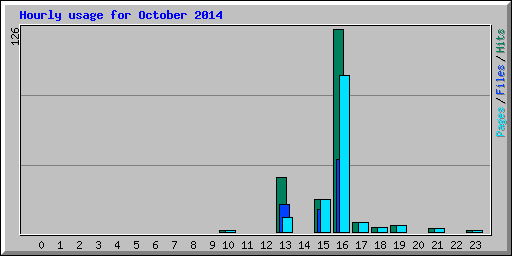 Hourly usage for October 2014
126
Pages/Files/Hits
0 1 2 3 4 5 6 7 8 9 10 11 12 13 14 15 16 17 18 19 20 21 22 23